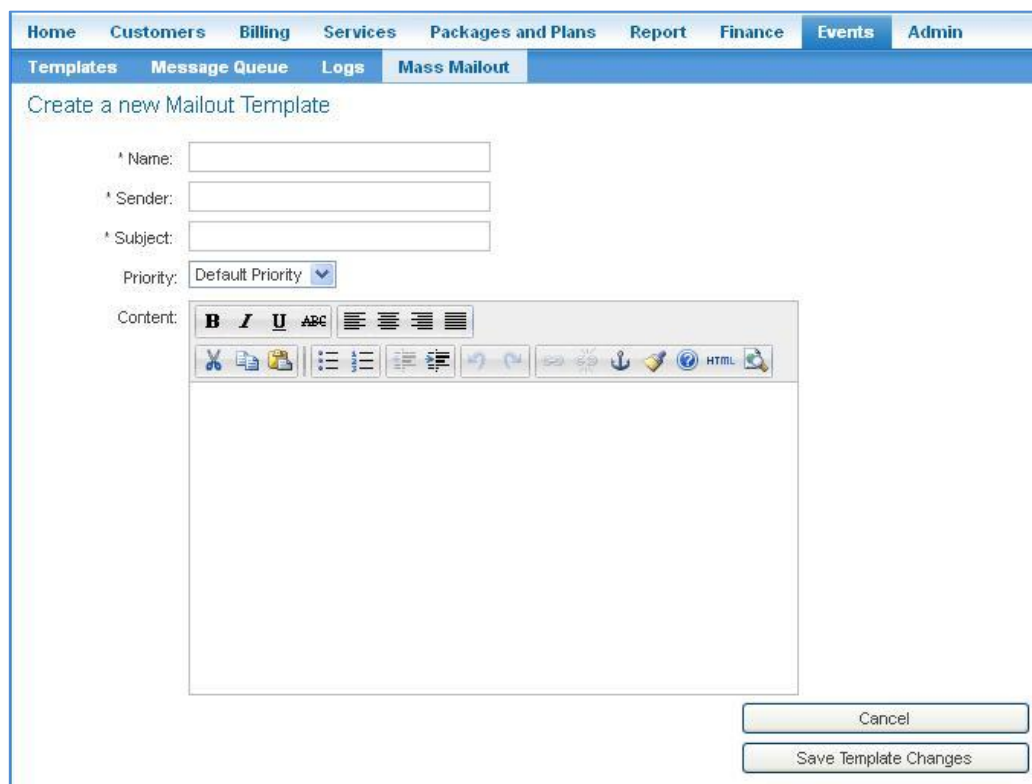 Home Customers Billing Services Packages and Plans Report Finance Events Admin
Templates Message Queue Logs Mass Mailout
Create a new Mailout Template
* Name:
* Sender:
* Subject:
Priority: Default Priority
Content: B I U ABC
HTML
Cancel
Save Template Changes